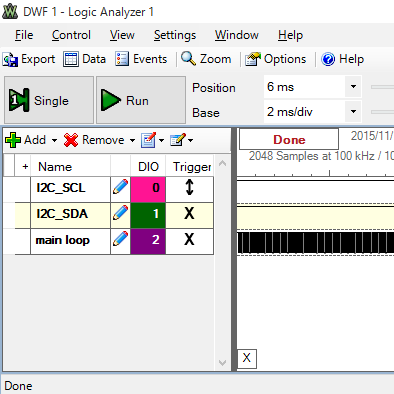 DWF 1 - Logic Analyzer 1
File Control View Settings Window Help
Export Data Events Zoom Options Help
Single Run Position 6 ms
Base 2 ms/div
Add Remove Done 2015/11/
2048 Samples at 100 kHz / 10
+ Name DIO Trigger
I2C_SCL 0
I2C_SDA 1 X
main loop 2 X
X
Done